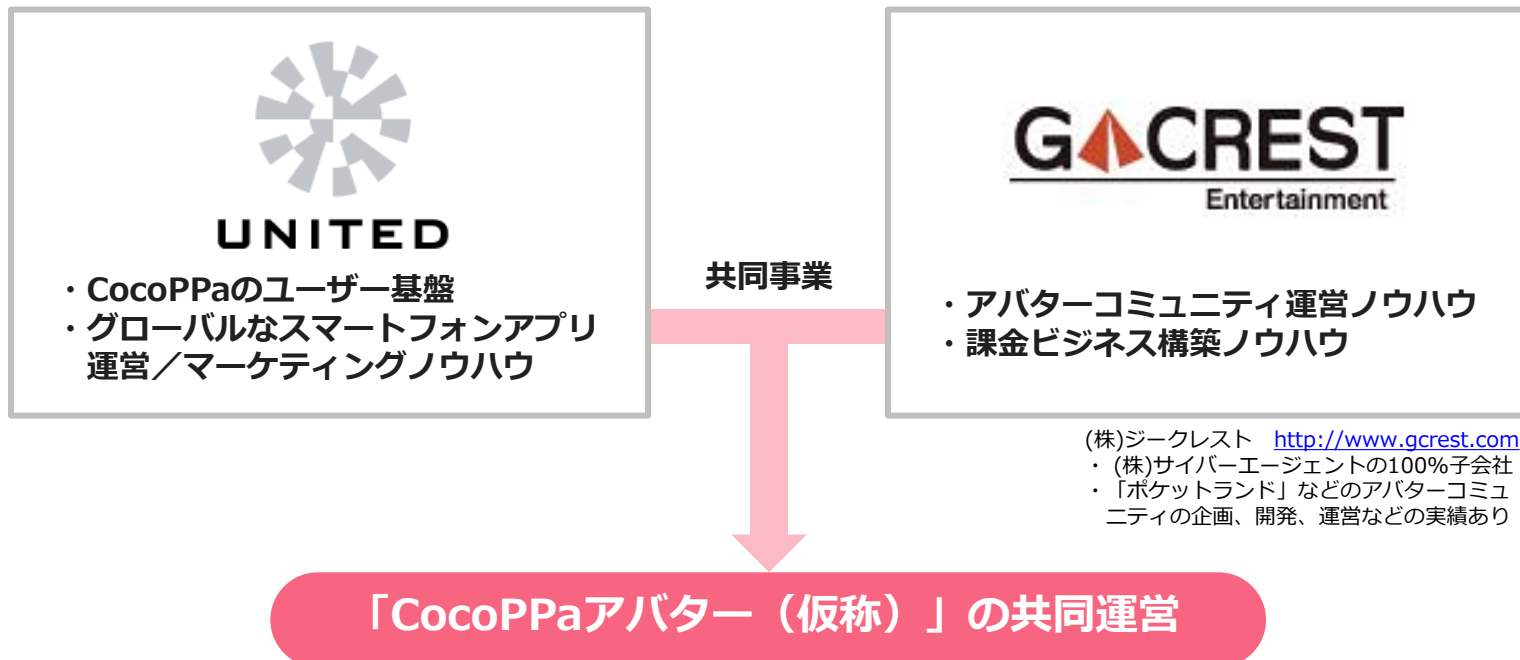 UNITED
・CocoPPaのユーザー基盤
・グローバルなスマートフォンアプリ
運営／マーケティングノウハウ
共同事業
G CREST
Entertainment
・アバターコミュニティ運営ノウハウ
・課金ビジネス構築ノウハウ
(株)ジークレスト　http://www.gcrest.com
・ (株)サイバーエージェントの100%子会社
・「ポケットランド」などのアバターコミュ
ニティの企画、開発、運営などの実績あり
「CocoPPaアバター（仮称）」の共同運営